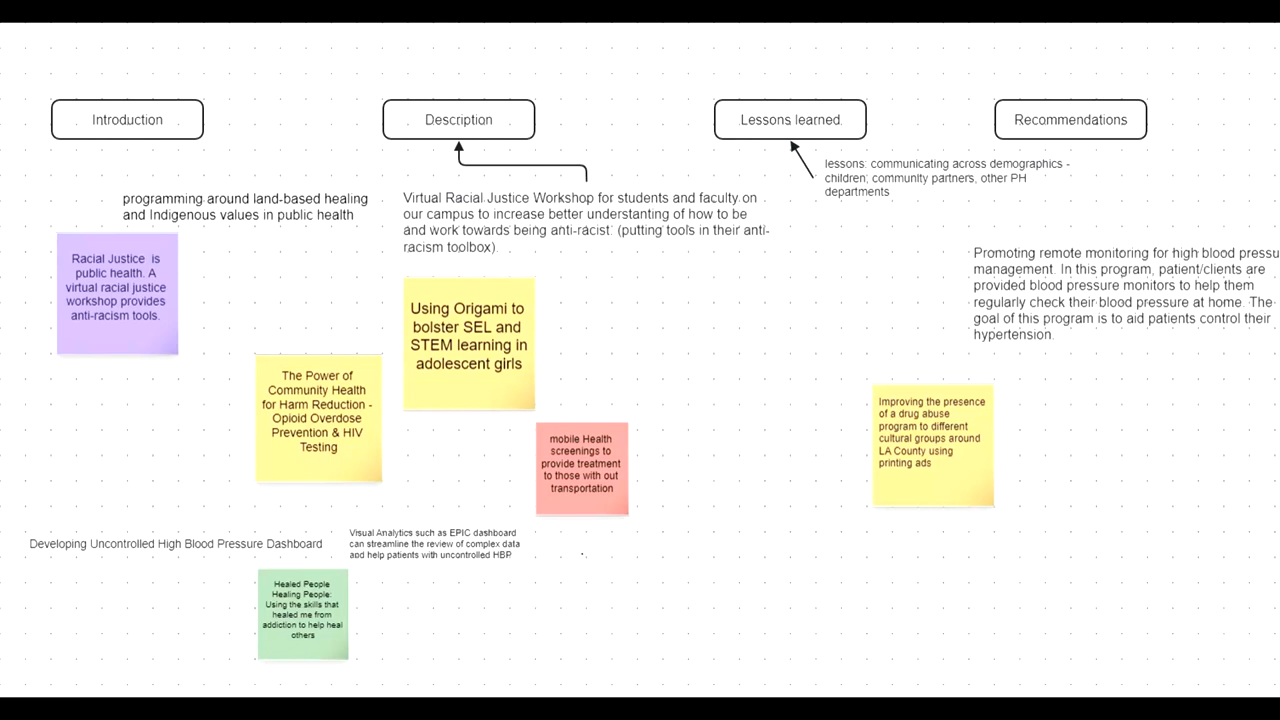 Introduction
Description
Lessons learned.
Recommendations
lessons: communicating across demographics -
children, community partners, other PH
departments
programming around land-based healing
and Indigenous values in public health
Virtual Racial Justice Workshop for students and faculty on
our campus to increase better understanding of how to be
and work towards being anti-racist. (putting tools in their anti-
racism toolbox).
Racial Justice is
public health. A
virtual racial justice
workshop provides
anti-racism tools.
Promoting remote monitoring for high blood pressu
management. In this program, patient/clients are
provided blood pressure monitors to help them
regularly check their blood pressure at home. The
goal of this program is to aid patients control their
hypertension.
Using Origami to
bolster SEL and
STEM learning in
adolescent girls
The Power of
Community Health
for Harm Reduction -
Opioid Overdose
Prevention & HIV
Testing
Improving the presence
of a drug abuse
program to different
cultural groups around
LA County using
printing ads
mobile Health
screenings to
provide treatment
to those with out
transportation
Developing Uncontrolled High Blood Pressure Dashboard
Visual Analytics such as EPIC dashboard
can streamline the review of complex data
and help patients with uncontrolled HBP.
Healed People
Healing People:
Using the skills that
healed me from
addiction to help heal
others